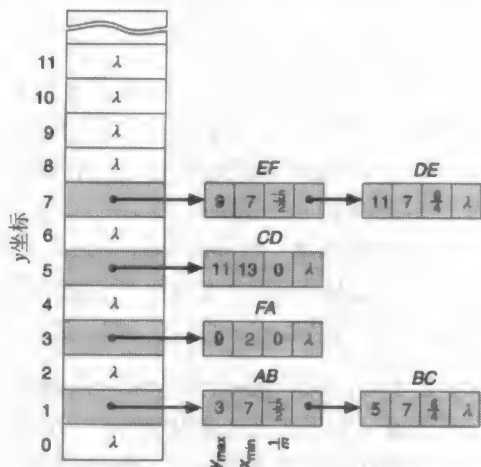 11 λ
10 λ
9 λ
8 λ
EF DE
7 9 7 -5/2 11 7 6/4 λ
6 λ
CD
5 11 13 0 λ
4 λ
FA
3 9 2 0 λ
2 λ
AB BC
1 3 7 -5/2 5 7 6/4 λ
0 λ
y坐标
y_max x_min 1/m